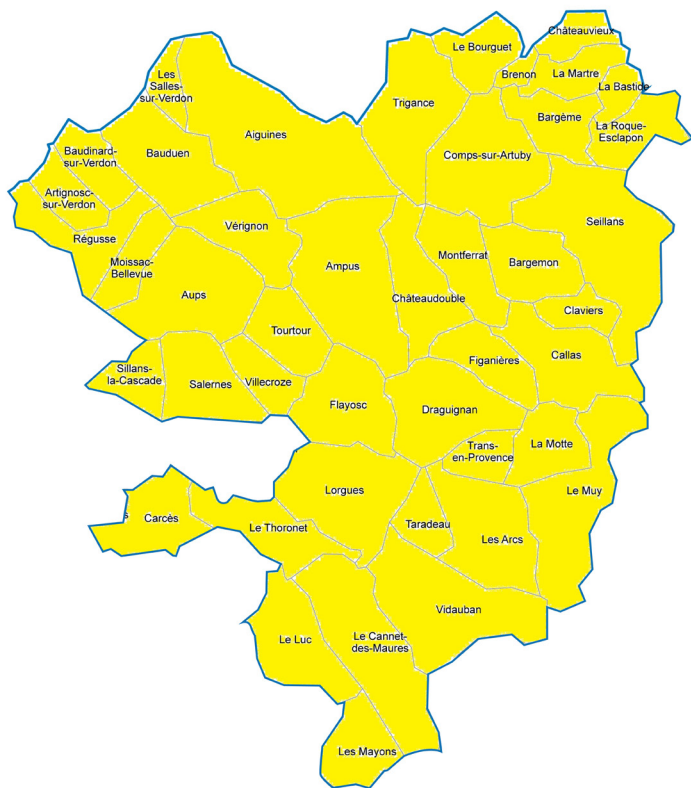 Châteauvieux
Le Bourguet
Brenon
La Martre
Les
Salles-
sur-Verdon
La Bastide
Trigance
Bargème
La Roque-
Esclapon
Aiguines
Baudinard-
sur-Verdon
Bauduen
Comps-sur-Artuby
Artignosc-
sur-Verdon
Seillans
Vérignon
Régusse
Moissac-
Bellevue
Montferrat
Bargemon
Ampus
Aups
Châteaudouble
Claviers
Tourtour
Callas
Figanières
Sillans-
la-Cascade
Salernes
Villecroze
Flayosc
Draguignan
Trans-
en-Provence
La Motte
Lorgues
Le Muy
s
Carcès
Le Thoronet
Taradeau
Les Arcs
Vidauban
Le Luc
Le Cannet
-des-Maures
Les Mayons